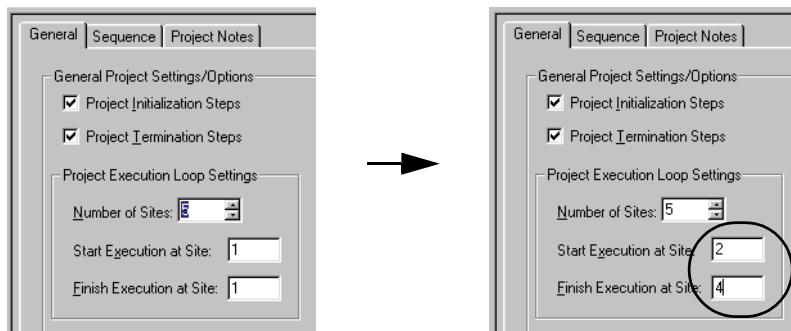 General Sequence Project Notes
General Project Settings/Options
Project Initialization Steps
Project Termination Steps
Project Execution Loop Settings
Number of Sites: 5
Start Execution at Site: 1
Finish Execution at Site: 1
General Sequence Project Notes
General Project Settings/Options
Project Initialization Steps
Project Termination Steps
Project Execution Loop Settings
Number of Sites: 5
Start Execution at Site: 2
Finish Execution at Site: 4